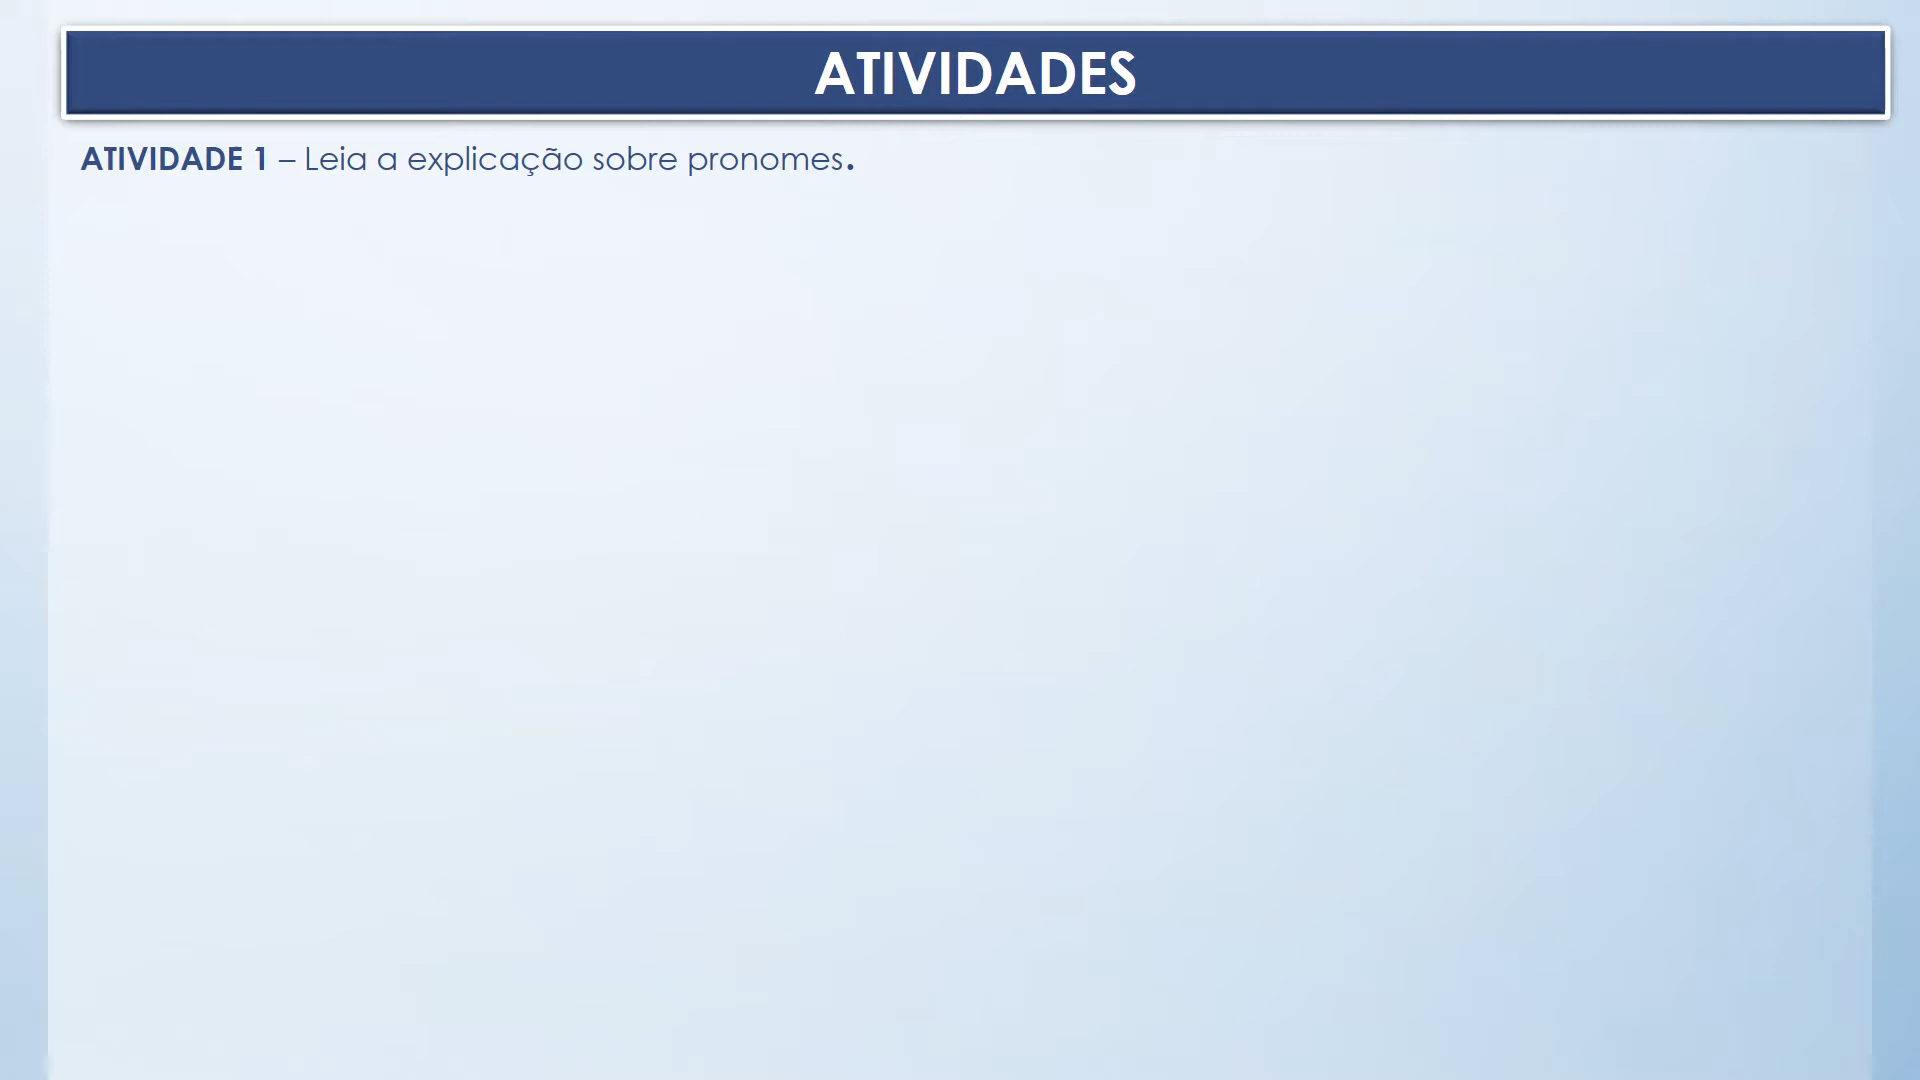 ATIVIDADES
ATIVIDADE 1 – Leia a explicação sobre pronomes.